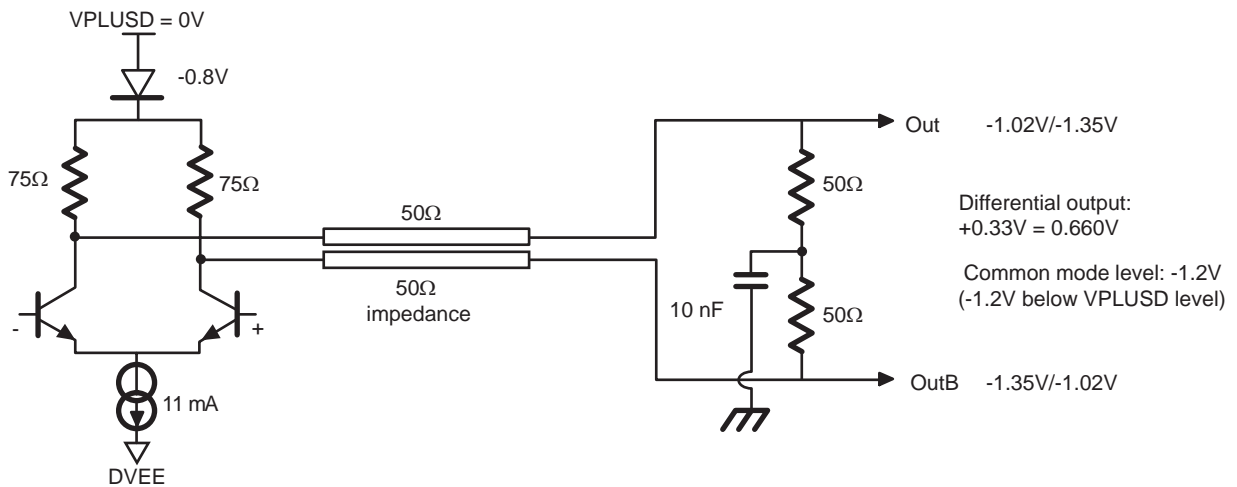 VPLUSD = 0V
-0.8V
75Ω
75Ω
50Ω
50Ω
impedance
-
+
11 mA
DVEE
Out -1.02V/-1.35V
50Ω
Differential output:
+0.33V = 0.660V
Common mode level: -1.2V
(-1.2V below VPLUSD level)
10 nF
50Ω
OutB -1.35V/-1.02V